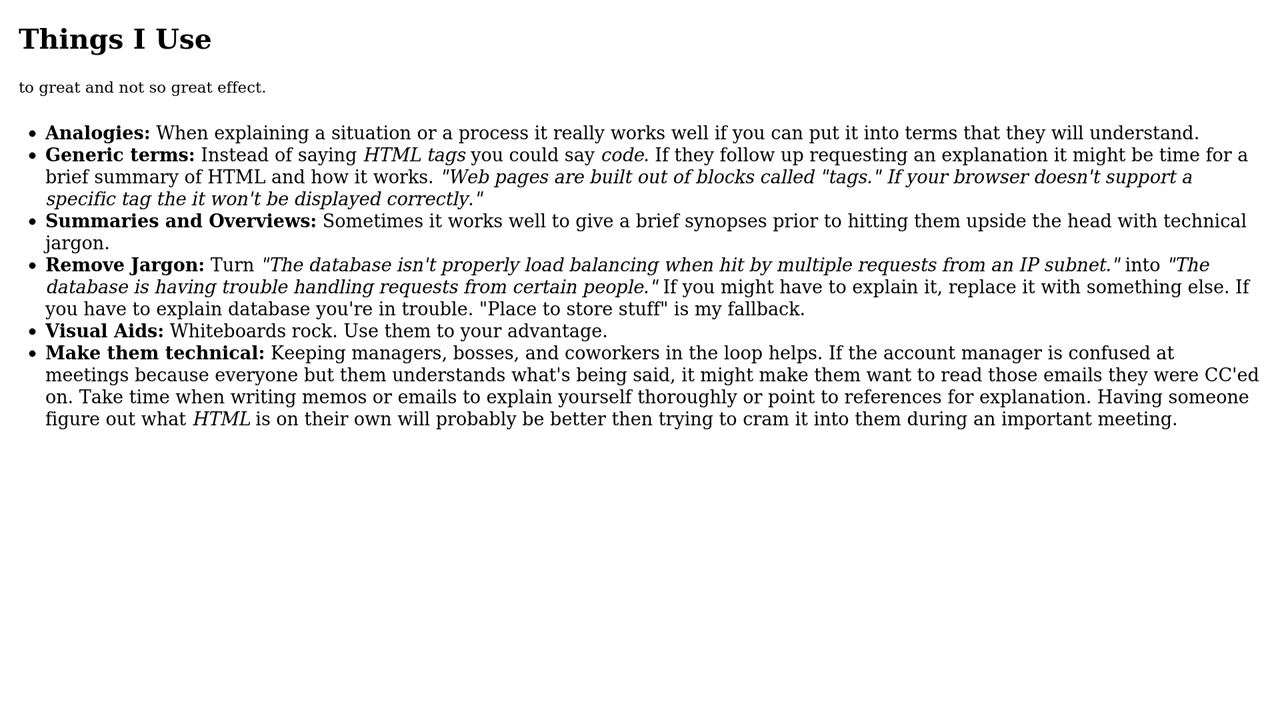 Things I Use
to great and not so great effect.
• Analogies: When explaining a situation or a process it really works well if you can put it into terms that they will understand.
• Generic terms: Instead of saying HTML tags you could say code. If they follow up requesting an explanation it might be time for a
brief summary of HTML and how it works. "Web pages are built out of blocks called "tags." If your browser doesn't support a
specific tag the it won't be displayed correctly."
• Summaries and Overviews: Sometimes it works well to give a brief synopses prior to hitting them upside the head with technical
jargon.
• Remove Jargon: Turn "The database isn't properly load balancing when hit by multiple requests from an IP subnet." into "The
database is having trouble handling requests from certain people." If you might have to explain it, replace it with something else. If
you have to explain database you're in trouble. "Place to store stuff" is my fallback.
• Visual Aids: Whiteboards rock. Use them to your advantage.
• Make them technical: Keeping managers, bosses, and coworkers in the loop helps. If the account manager is confused at
meetings because everyone but them understands what's being said, it might make them want to read those emails they were CC'ed
on. Take time when writing memos or emails to explain yourself thoroughly or point to references for explanation. Having someone
figure out what HTML is on their own will probably be better then trying to cram it into them during an important meeting.